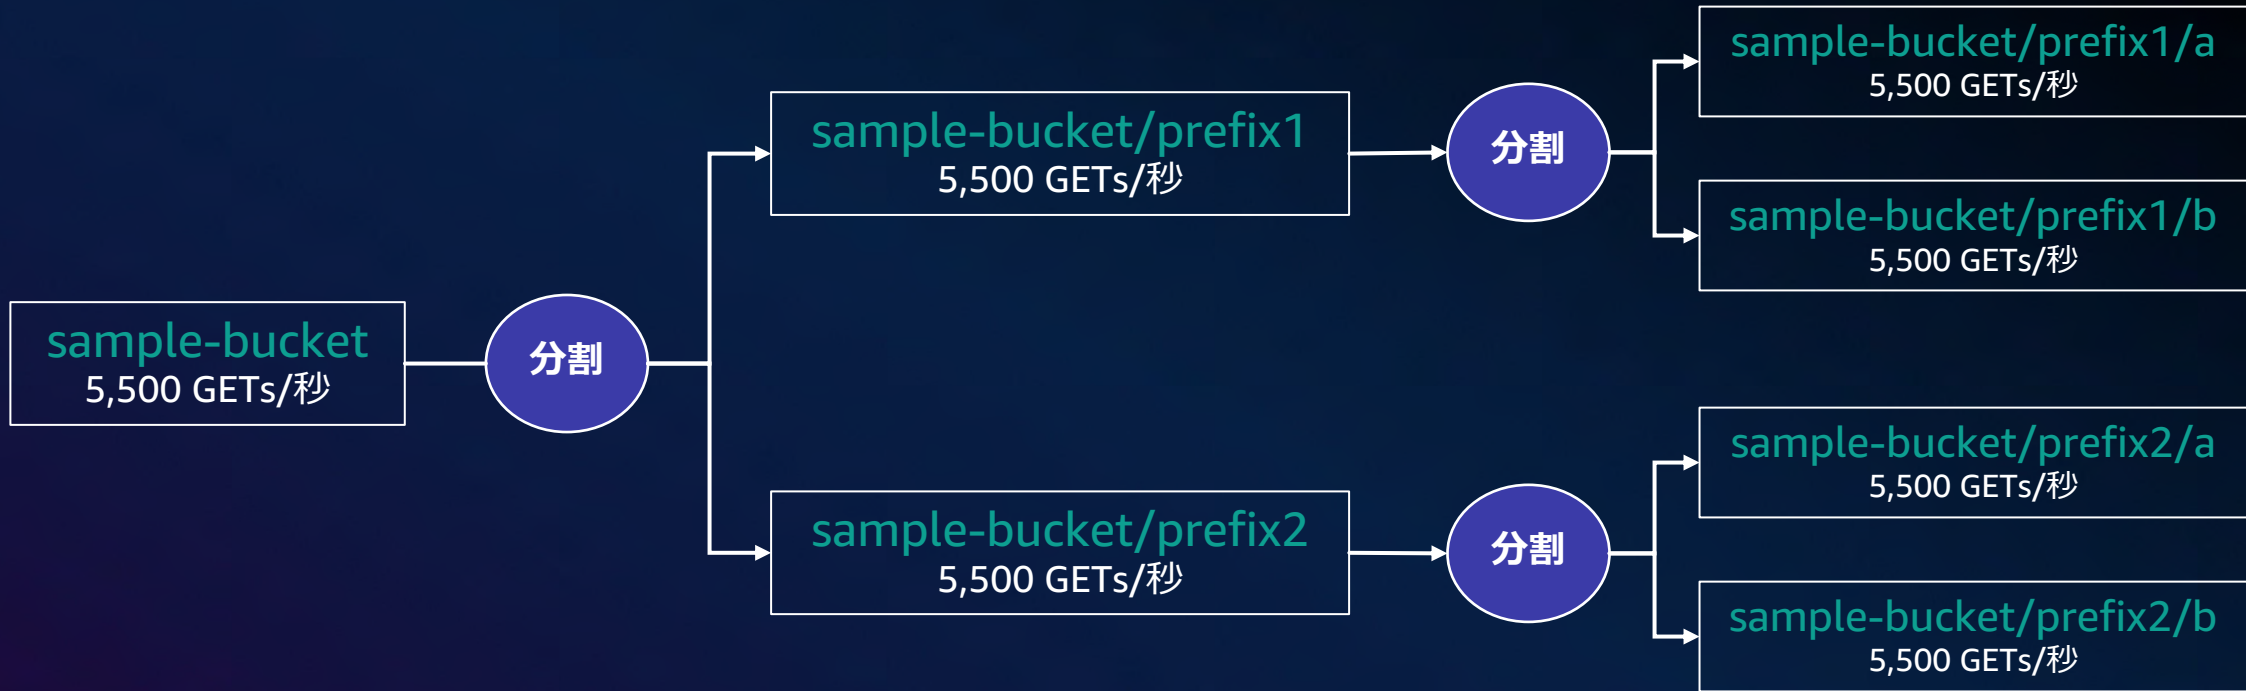 sample-bucket
5,500 GETs/秒
分割
sample-bucket/prefix1
5,500 GETs/秒
分割
sample-bucket/prefix1/a
5,500 GETs/秒
sample-bucket/prefix1/b
5,500 GETs/秒
sample-bucket/prefix2
5,500 GETs/秒
分割
sample-bucket/prefix2/a
5,500 GETs/秒
sample-bucket/prefix2/b
5,500 GETs/秒